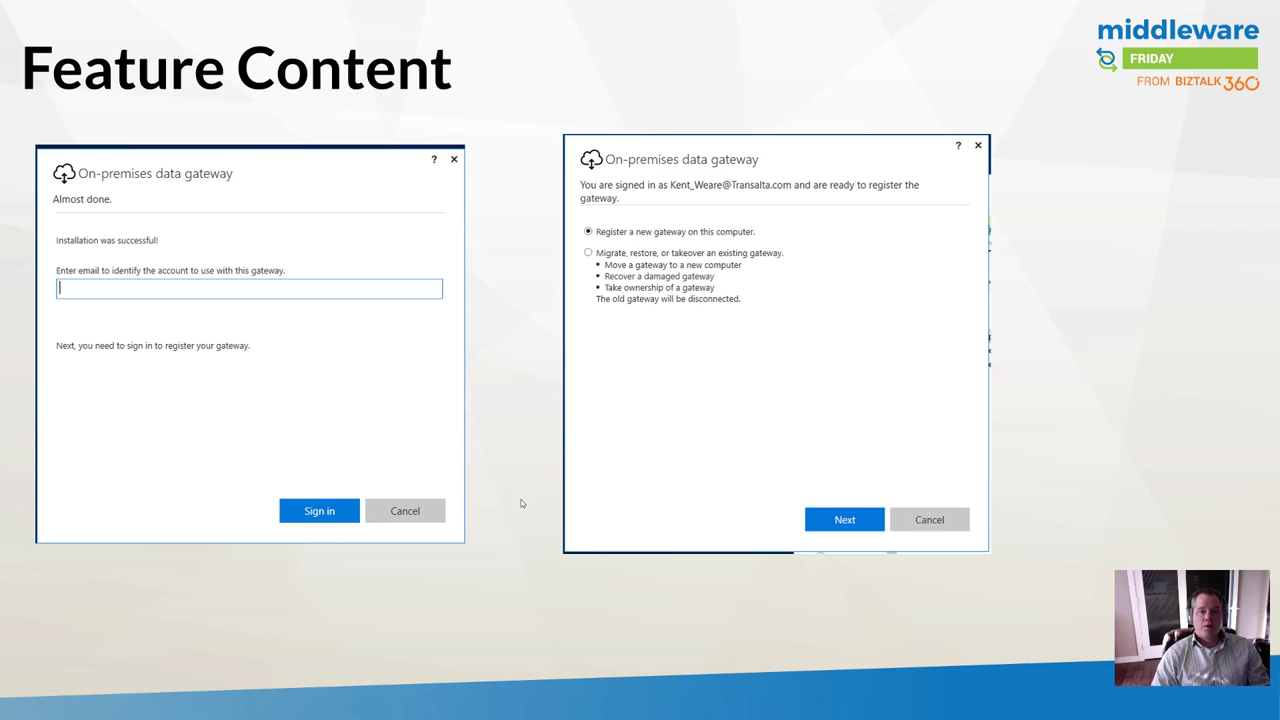 Feature Content
middleware
FRIDAY
FROM BIZTALK 360
? ×
On-premises data gateway
Almost done.
Installation was successful!
Enter email to identify the account to use with this gateway.
Next, you need to sign in to register your gateway.
Sign in Cancel
? ×
On-premises data gateway
You are signed in as Kent_Weare@Transalta.com and are ready to register the
gateway.
Register a new gateway on this computer.
Migrate, restore, or takeover an existing gateway.
• Move a gateway to a new computer
• Recover a damaged gateway
• Take ownership of a gateway
The old gateway will be disconnected.
Next Cancel